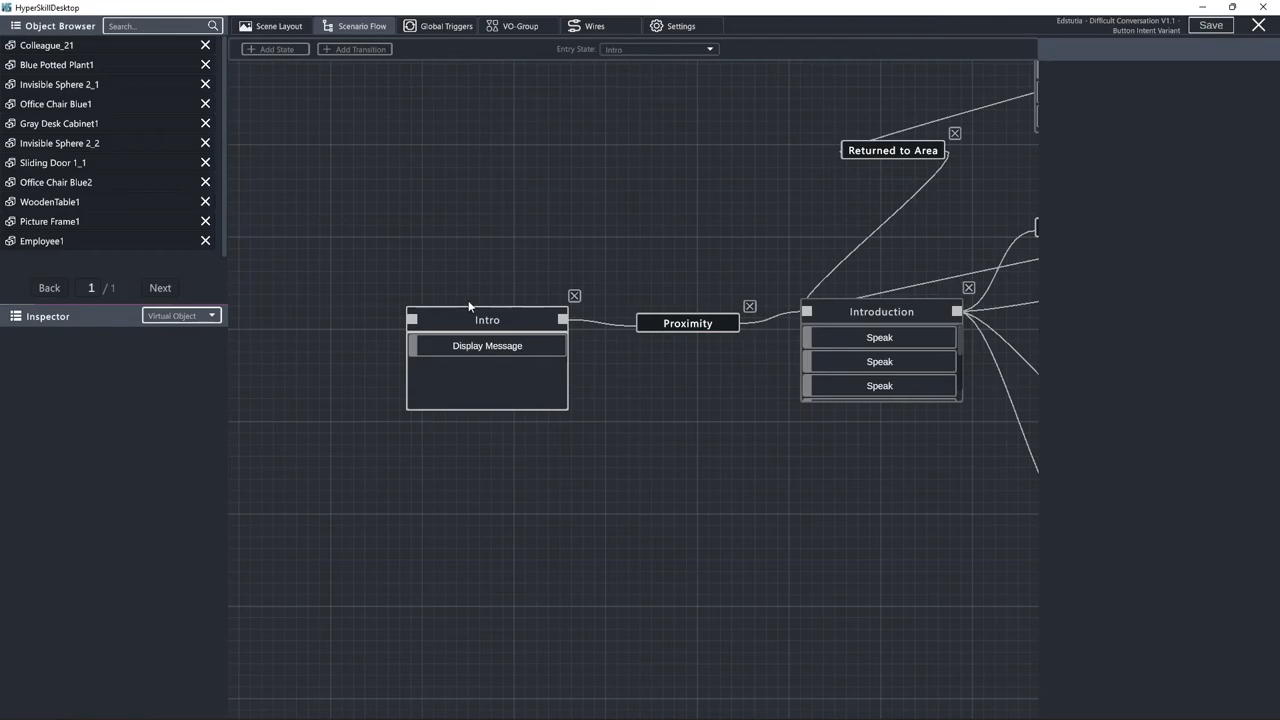 HyperSkillDesktop
Object Browser
Search...
Scene Layout
Scenario Flow
Global Triggers
VO-Group
Wires
Settings
Edstutia - Difficult Conversation V1.1 -
Button Intent Variant
Save
+ Add State
+ Add Transition
Entry State:
Intro
Colleague_21
Blue Potted Plant1
Invisible Sphere 2_1
Office Chair Blue1
Gray Desk Cabinet1
Invisible Sphere 2_2
Sliding Door 1_1
Office Chair Blue2
WoodenTable1
Picture Frame1
Employee1
Back
1 / 1
Next
Inspector
Virtual Object
Returned to Area
Intro
Display Message
Proximity
Introduction
Speak
Speak
Speak